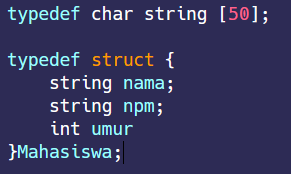 typedef char string [50];
typedef struct {
string nama;
string npm;
int umur
}Mahasiswa;